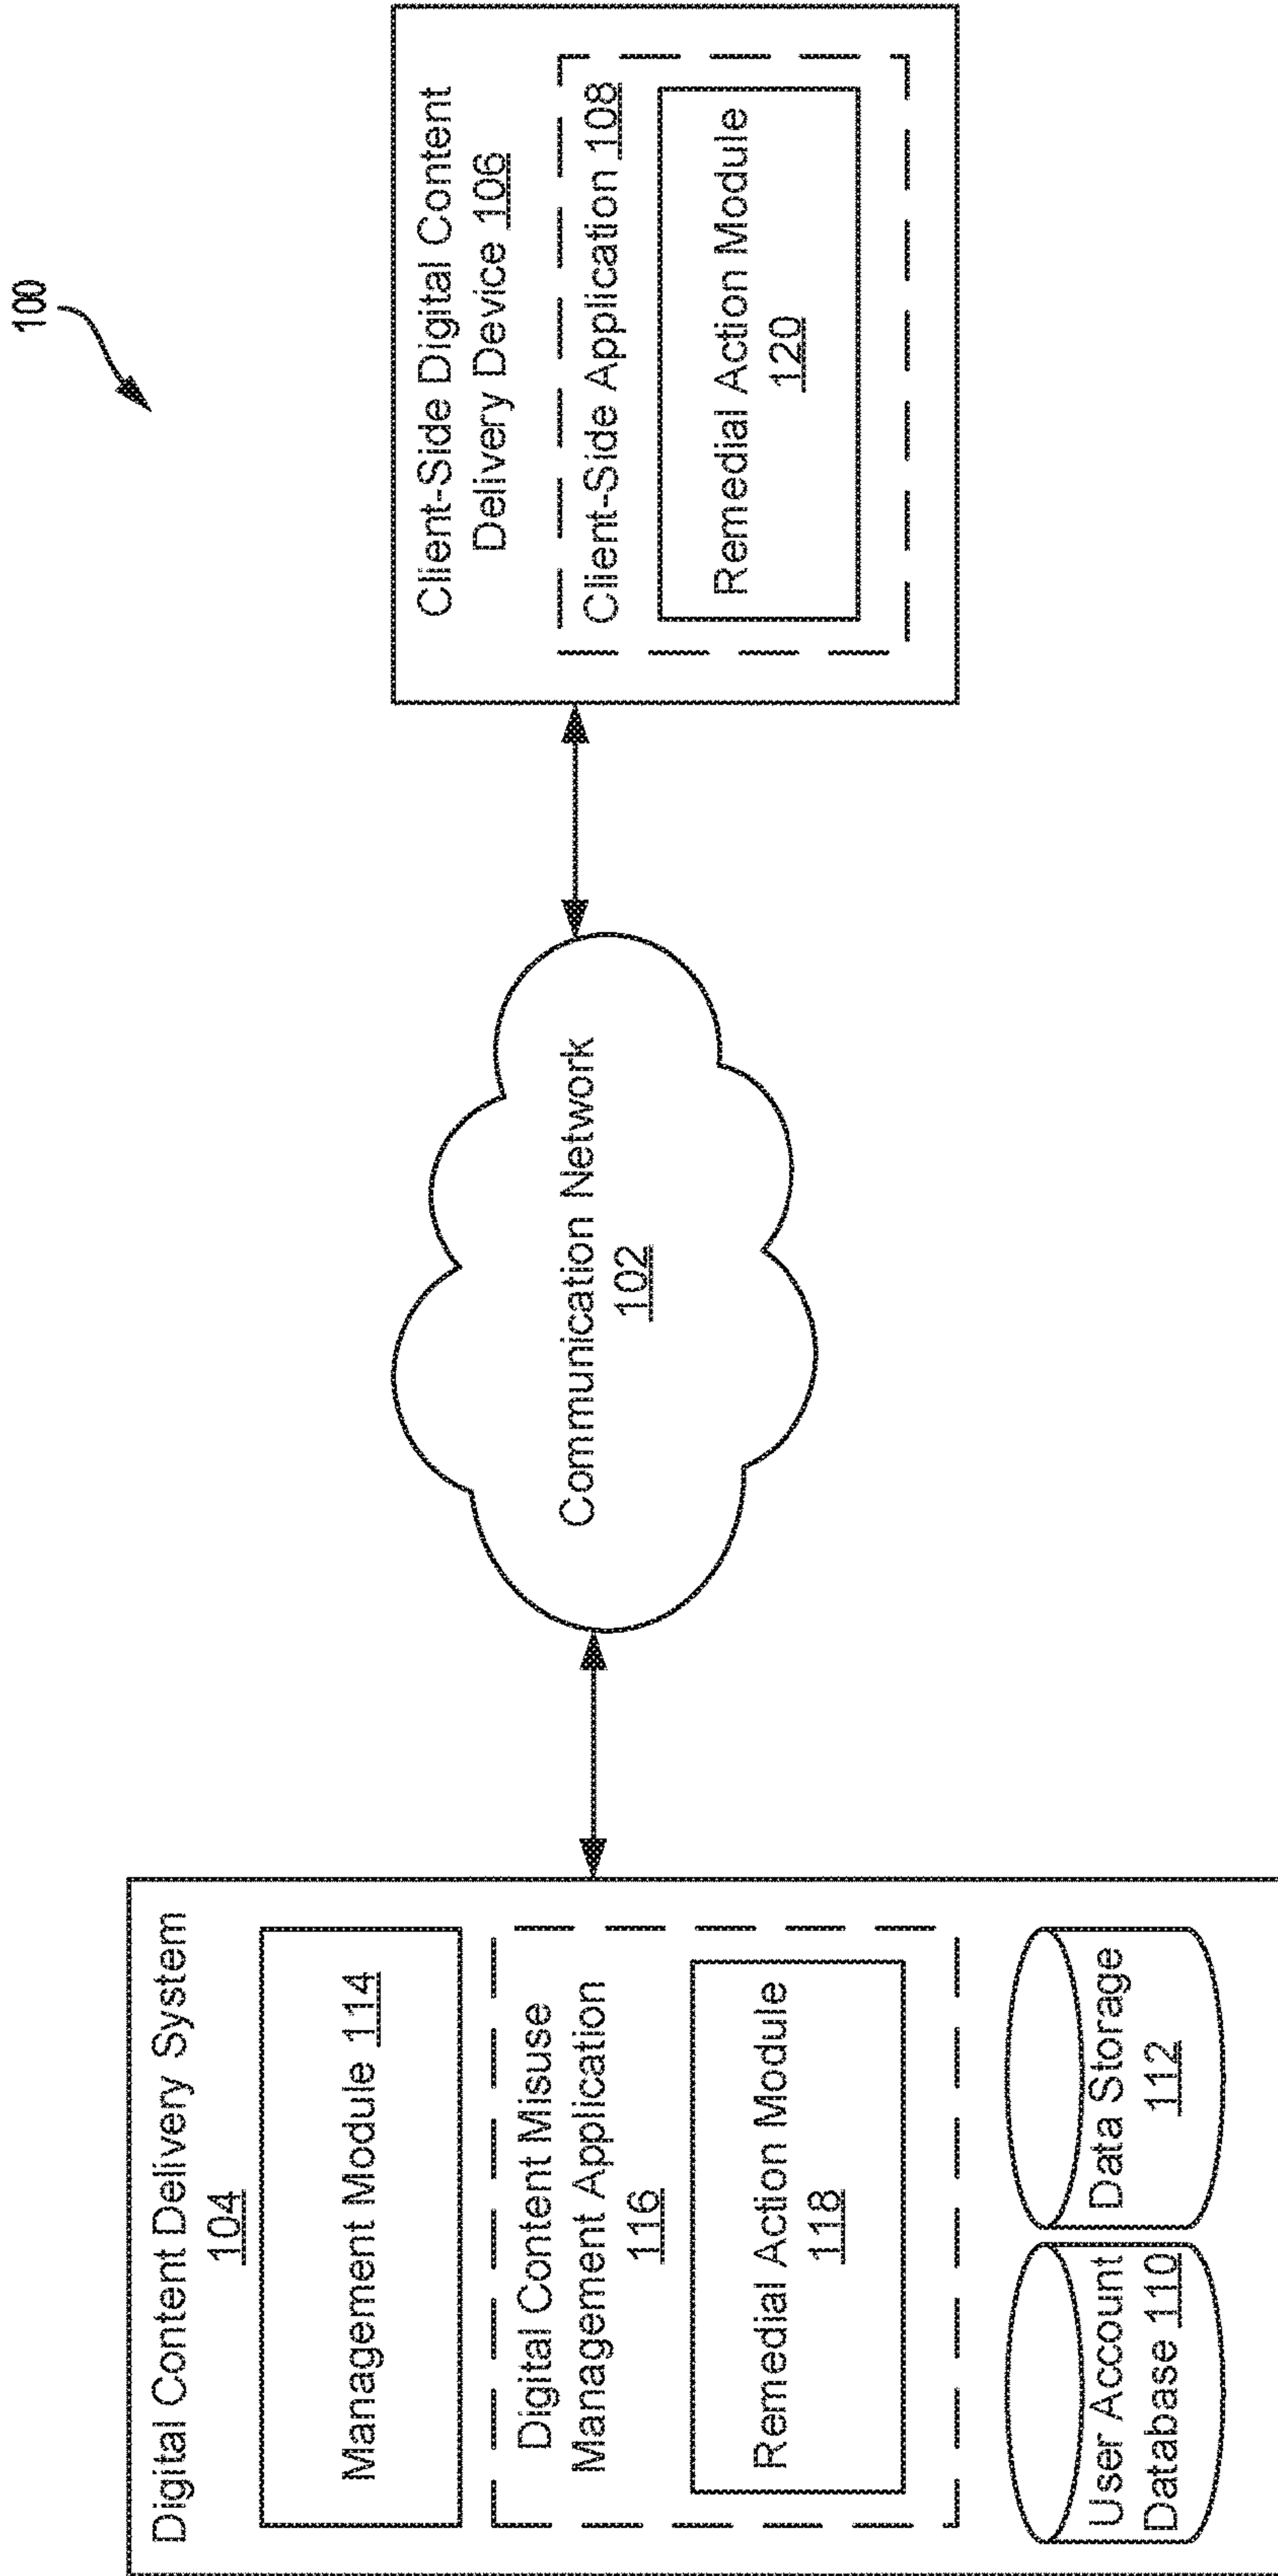 100
Digital Content Delivery System
104
Management Module 114
Digital Content Misuse
Management Application
116
Remedial Action Module
118
User Account
Database 110
Data Storage
112
Communication Network
102
Client-Side Digital Content
Delivery Device 106
Client-Side Application 108
Remedial Action Module
120